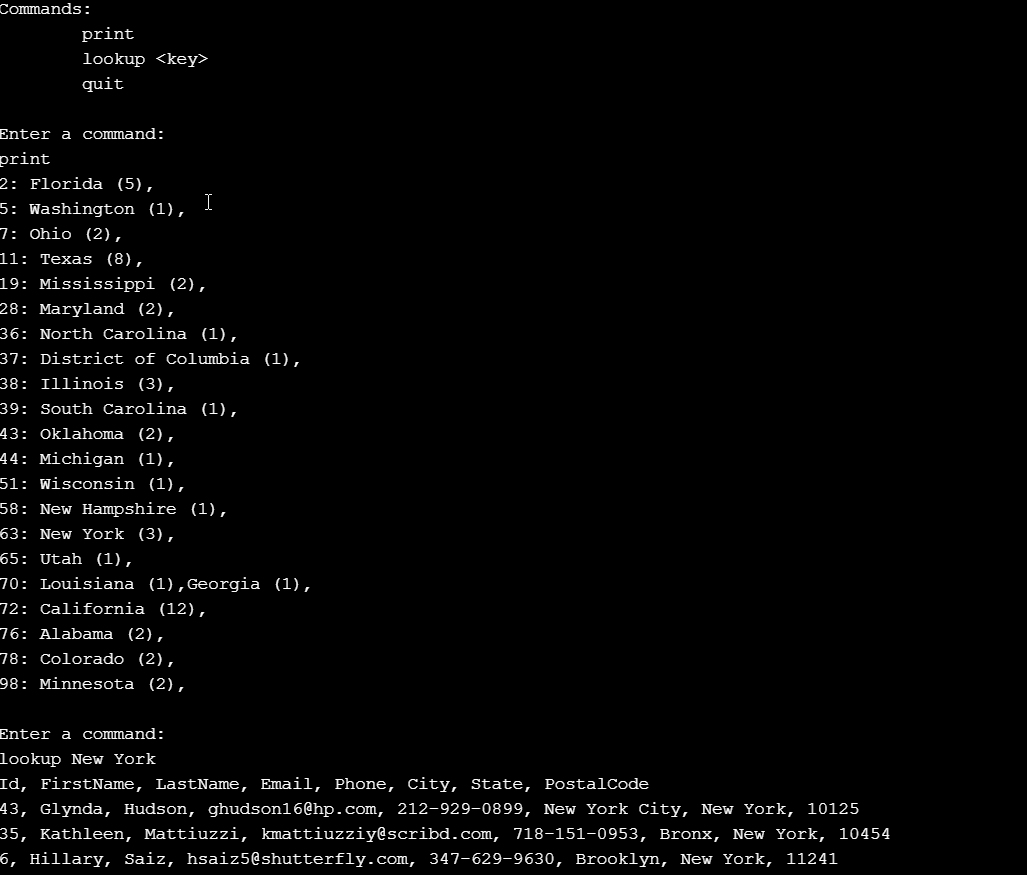 Commands:
print
lookup <key>
quit
Enter a command:
print
2: Florida (5),
5: Washington (1),
7: Ohio (2),
11: Texas (8),
19: Mississippi (2),
28: Maryland (2),
36: North Carolina (1),
37: District of Columbia (1),
38: Illinois (3),
39: South Carolina (1),
43: Oklahoma (2),
44: Michigan (1),
51: Wisconsin (1),
58: New Hampshire (1),
63: New York (3),
65: Utah (1),
70: Louisiana (1),Georgia (1),
72: California (12),
76: Alabama (2),
78: Colorado (2),
98: Minnesota (2),
Enter a command:
lookup New York
Id, FirstName, LastName, Email, Phone, City, State, PostalCode
43, Glynda, Hudson, ghudson16@hp.com, 212-929-0899, New York City, New York, 10125
35, Kathleen, Mattiuzzi, kmattiuzziy@scribd.com, 718-151-0953, Bronx, New York, 10454
6, Hillary, Saiz, hsaiz5@shutterfly.com, 347-629-9630, Brooklyn, New York, 11241